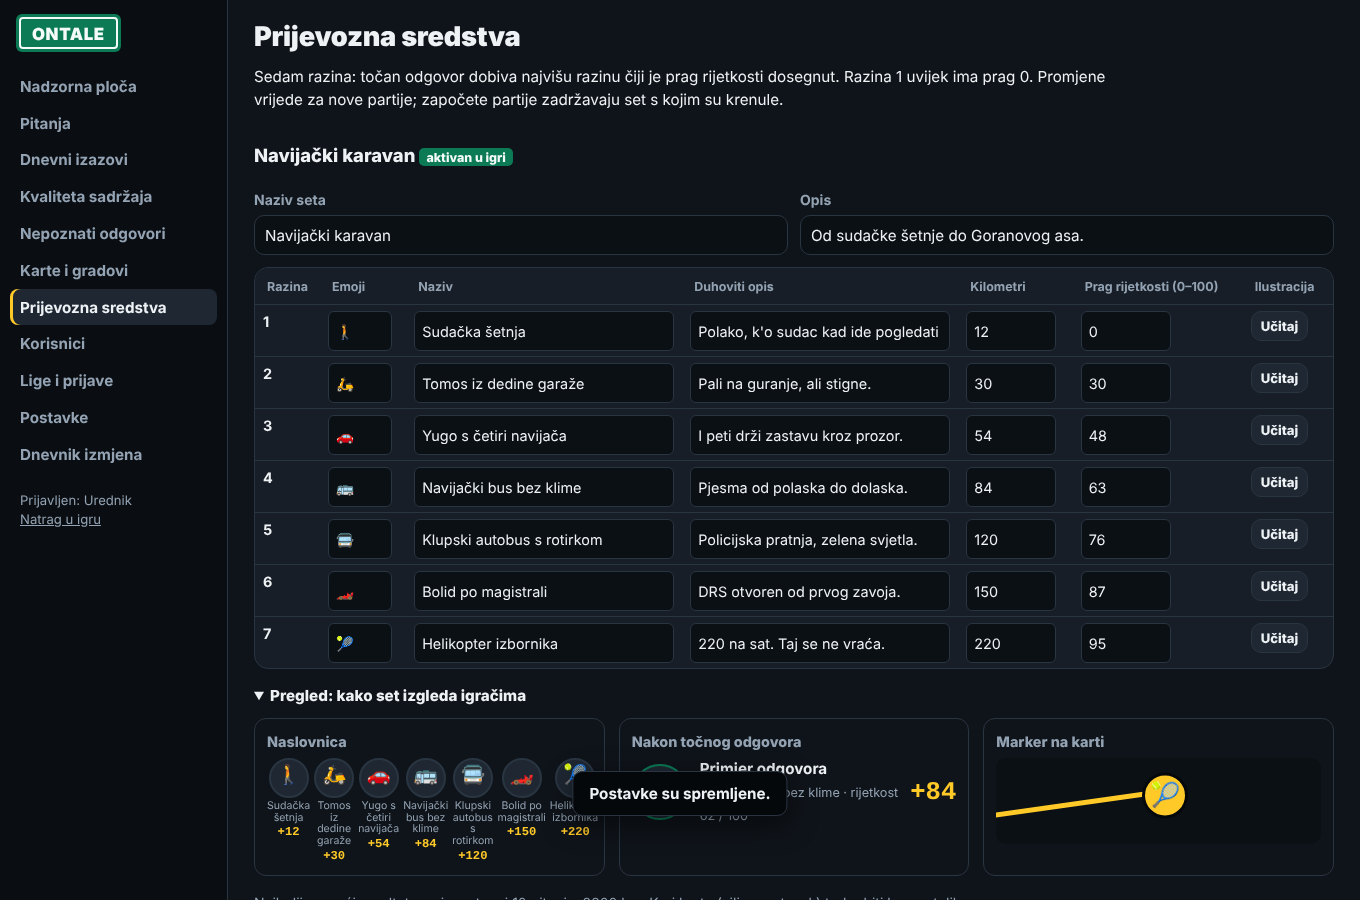 ONTALE
Nadzorna ploča
Pitanja
Dnevni izazovi
Kvaliteta sadržaja
Nepoznati odgovori
Karte i gradovi
Prijevozna sredstva
Korisnici
Lige i prijave
Postavke
Dnevnik izmjena
Prijavljen: Urednik
Natrag u igru
Prijevozna sredstva
Sedam razina: točan odgovor dobiva najvišu razinu čiji je prag rijetkosti dosegnut. Razina 1 uvijek ima prag 0. Promjene
vrijede za nove partije; započete partije zadržavaju set s kojim su krenule.
Navijački karavan aktivan u igri
Naziv seta Opis
Navijački karavan Od sudačke šetnje do Goranovog asa.
Razina Emoji Naziv Duhoviti opis Kilometri Prag rijetkosti (0–100) Ilustracija
1 Sudačka šetnja Polako, k'o sudac kad ide pogledati 12 0 Učitaj
2 Tomos iz dedine garaže Pali na guranje, ali stigne. 30 30 Učitaj
3 Yugo s četiri navijača I peti drži zastavu kroz prozor. 54 48 Učitaj
4 Navijački bus bez klime Pjesma od polaska do dolaska. 84 63 Učitaj
5 Klupski autobus s rotirkom Policijska pratnja, zelena svjetla. 120 76 Učitaj
6 Bolid po magistrali DRS otvoren od prvog zavoja. 150 87 Učitaj
7 Helikopter izbornika 220 na sat. Taj se ne vraća. 220 95 Učitaj
▼ Pregled: kako set izgleda igračima
Naslovnica
Sudačka šetnja +12
Tomos iz dedine garaže +30
Yugo s četiri navijača +54
Navijački bus bez klime +84
Klupski autobus s rotirkom +120
Bolid po magistrali +150
izbornika +220
Nakon točnog odgovora
Primjer odgovora
bez klime · rijetkost
/ 100
+84
Marker na karti
Postavke su spremljene.